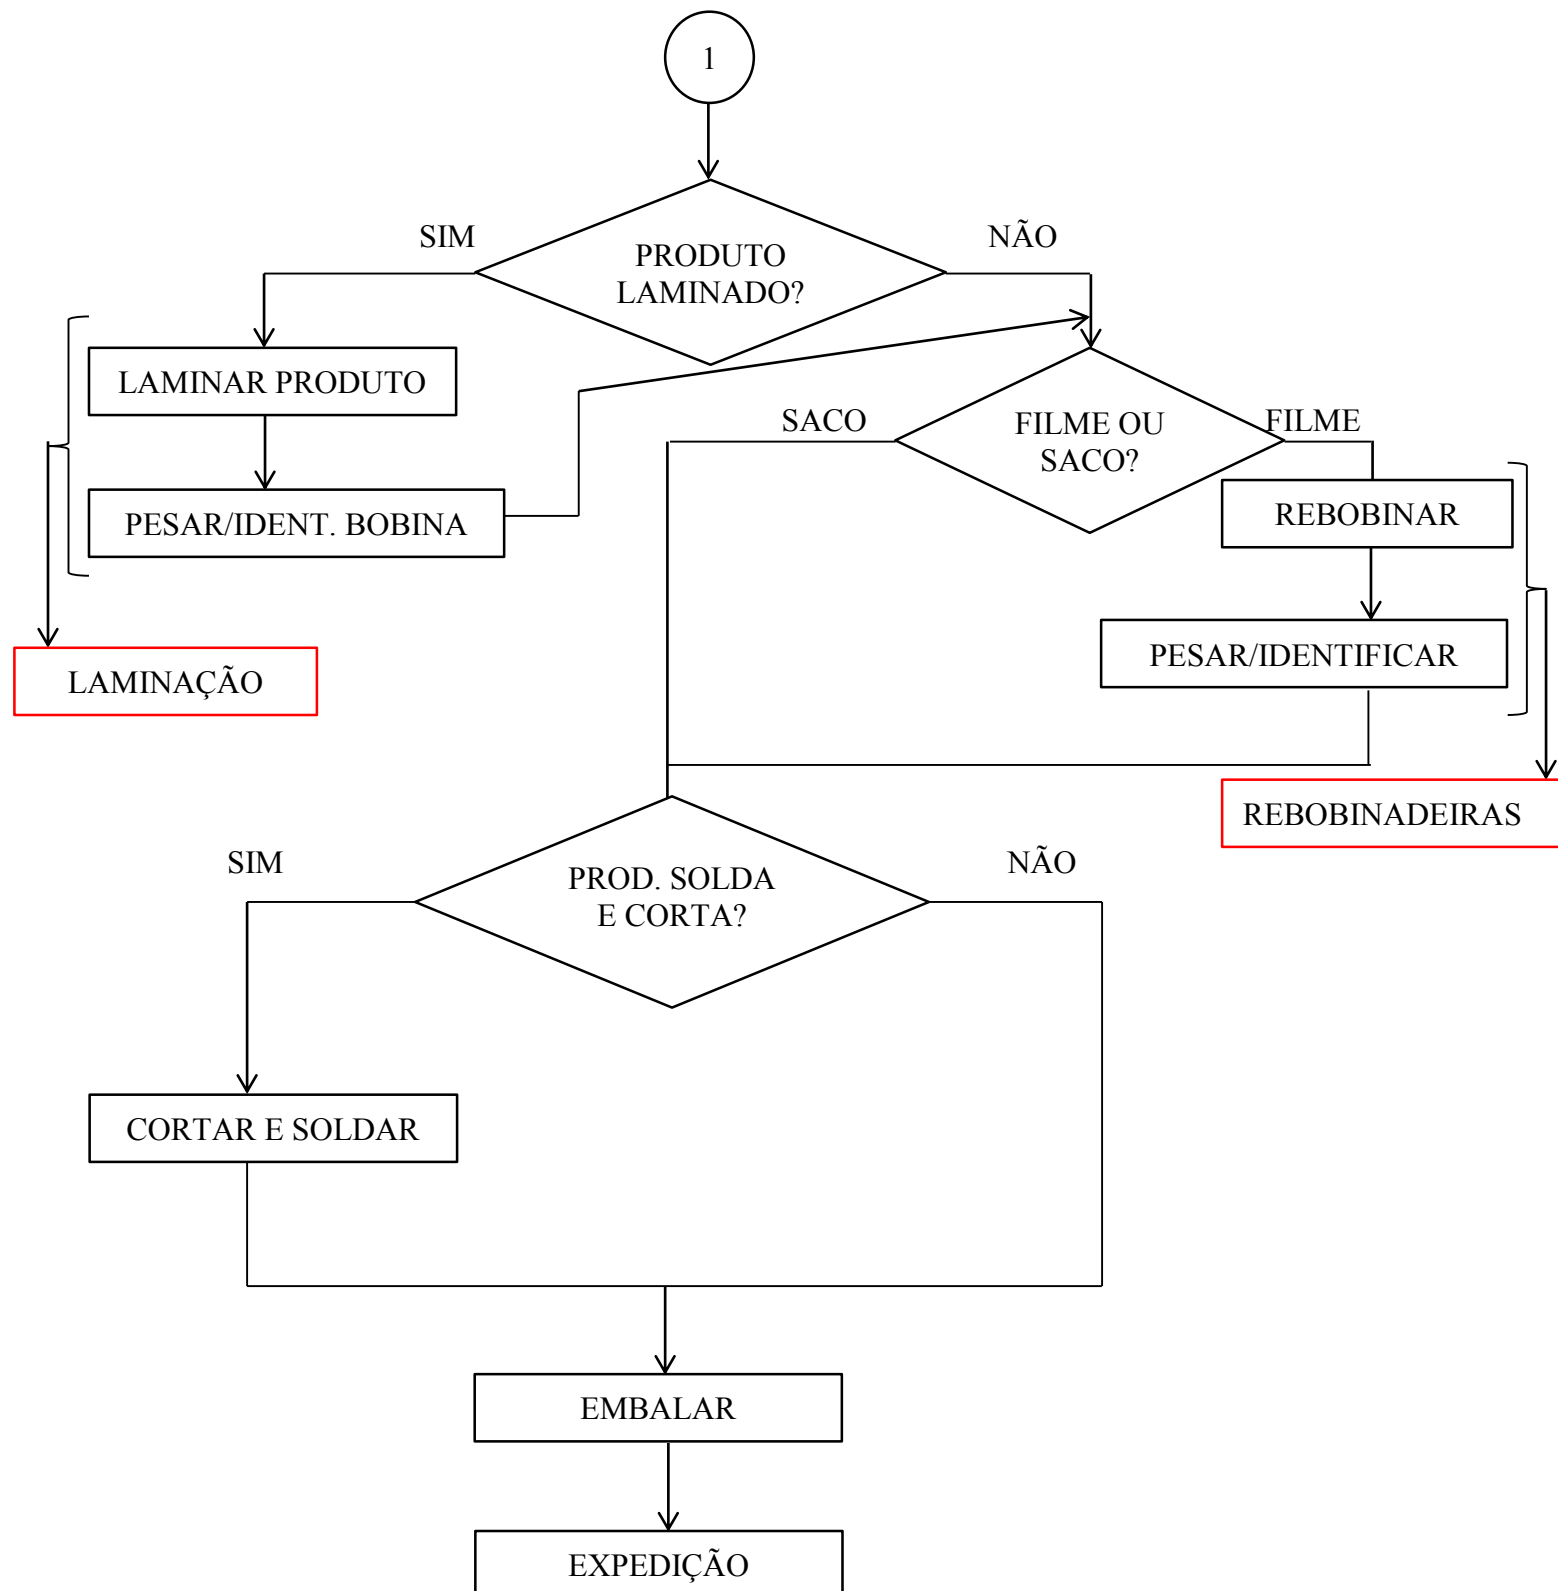 1
SIM
NÃO
PRODUTO
LAMINADO?
LAMINAR PRODUTO
SACO
FILME OU
SACO?
FILME
PESAR/IDENT. BOBINA
REBOBINAR
LAMINAÇÃO
PESAR/IDENTIFICAR
REBOBINADEIRAS
SIM
NÃO
PROD. SOLDA
E CORTA?
CORTAR E SOLDAR
EMBALAR
EXPEDIÇÃO